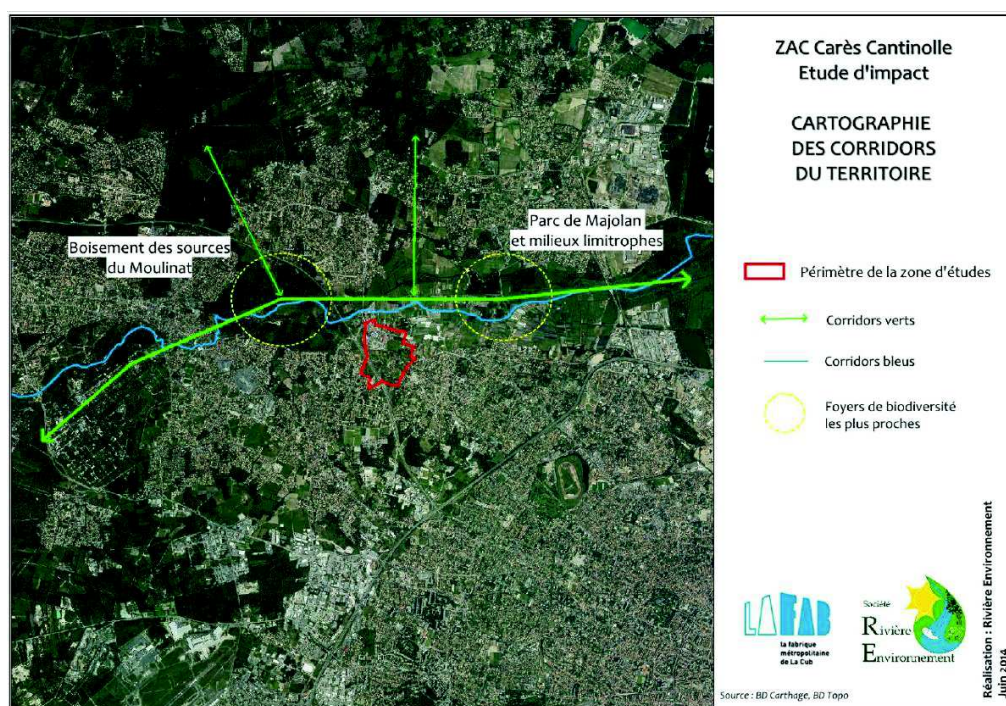 ZAC Carès Cantinolle
Etude d'impact
CARTOGRAPHIE
DES CORRIDORS
DU TERRITOIRE
Boisement des sources
du Moulinat
Parc de Majolan
et milieux limitrophes
Périmètre de la zone d'études
Corridors verts
Corridors bleus
Foyers de biodiversité
les plus proches
LAFAB
la fabrique
métropolitaine
de La Cub
Société
Rivière
Environnement
Source : BD Carthage, BD Topo
Réalisation : Rivière Environnement
Juin 2014